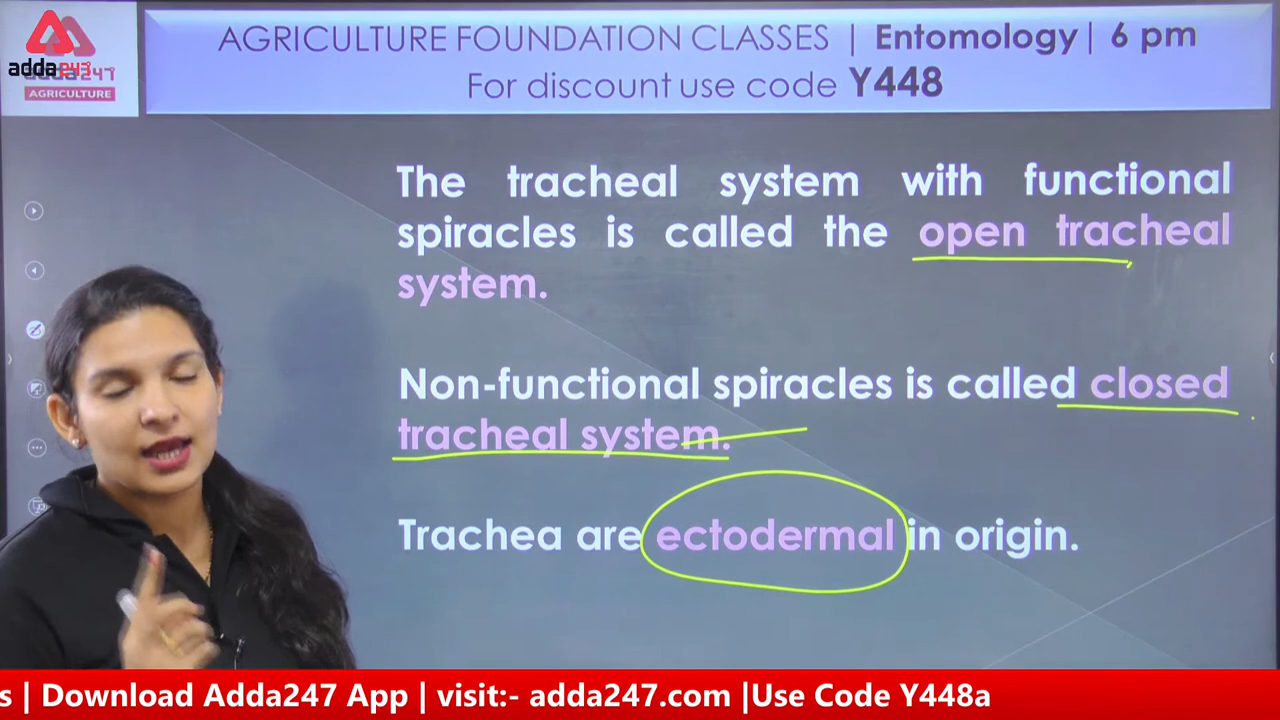 adda247
adda247
AGRICULTURE
AGRICULTURE FOUNDATION CLASSES | Entomology| 6 pm
For discount use code Y448
The tracheal system with functional
spiracles is called the open tracheal
system.
Non-functional spiracles is called closed
tracheal system.
Trachea are ectodermal in origin.
s | Download Adda247 App | visit:- adda247.com |Use Code Y448a